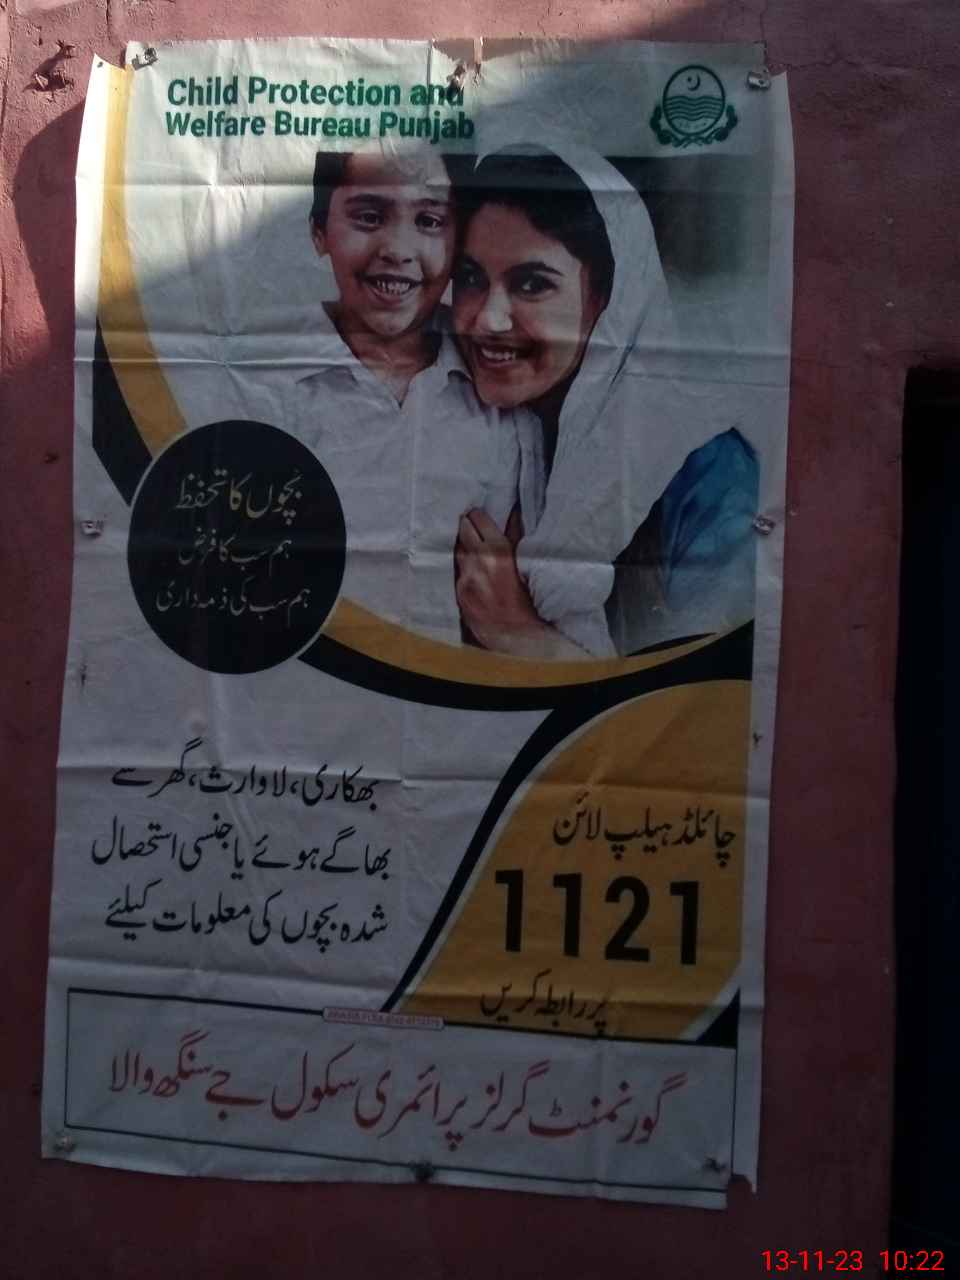 Child Protection and
Welfare Bureau Punjab
بچوں کا تحفظ
ہم سب کا فرض
ہم سب کی ذمہ داری
بھکاری، لاوارث، گھر سے
بھاگے ہوئے یا جنسی استحصال
شدہ بچوں کی معلومات کیلئے
چائلڈ ہیلپ لائن
1121
پر رابطہ کریں
گورنمنٹ گرلز پرائمری سکول جے سنگھ والا
13-11-23 10:22